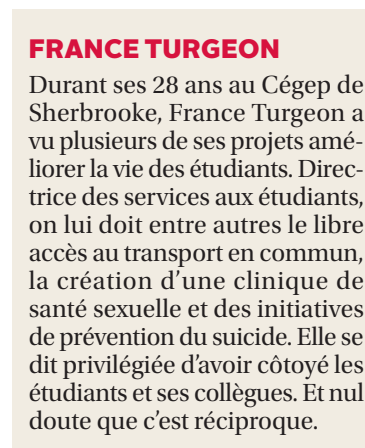 FRANCE TURGEON
Durant ses 28 ans au Cégep de
Sherbrooke, France Turgeon a
vu plusieurs de ses projets amé-
liorer la vie des étudiants. Direc-
trice des services aux étudiants,
on lui doit entre autres le libre
accès au transport en commun,
la création d’une clinique de
santé sexuelle et des initiatives
de prévention du suicide. Elle se
dit privilégiée d’avoir côtoyé les
étudiants et ses collègues. Et nul
doute que c’est réciproque.